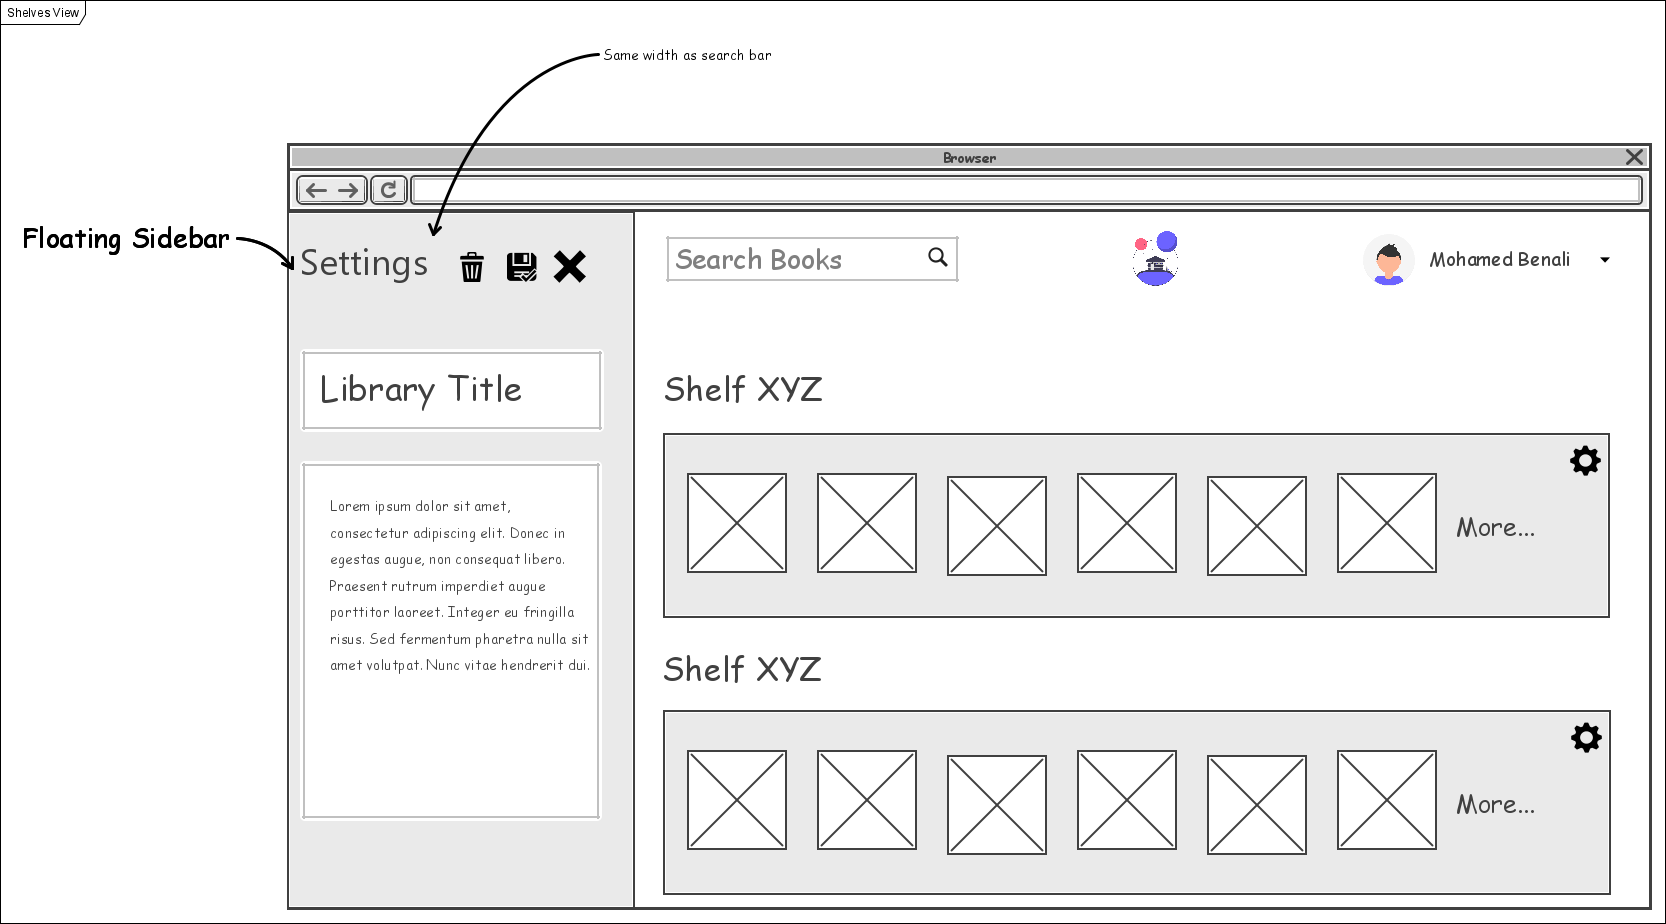 Shelves View
Same width as search bar
Browser
Floating Sidebar
Settings
Search Books
Mohamed Benali
Library Title
Lorem ipsum dolor sit amet,
consectetur adipiscing elit. Donec in
egestas augue, non consequat libero.
Praesent rutrum imperdiet augue
porttitor laoreet. Integer eu fringilla
risus. Sed fermentum pharetra nulla sit
amet volutpat. Nunc vitae hendrerit dui.
Shelf XYZ
More...
Shelf XYZ
More...